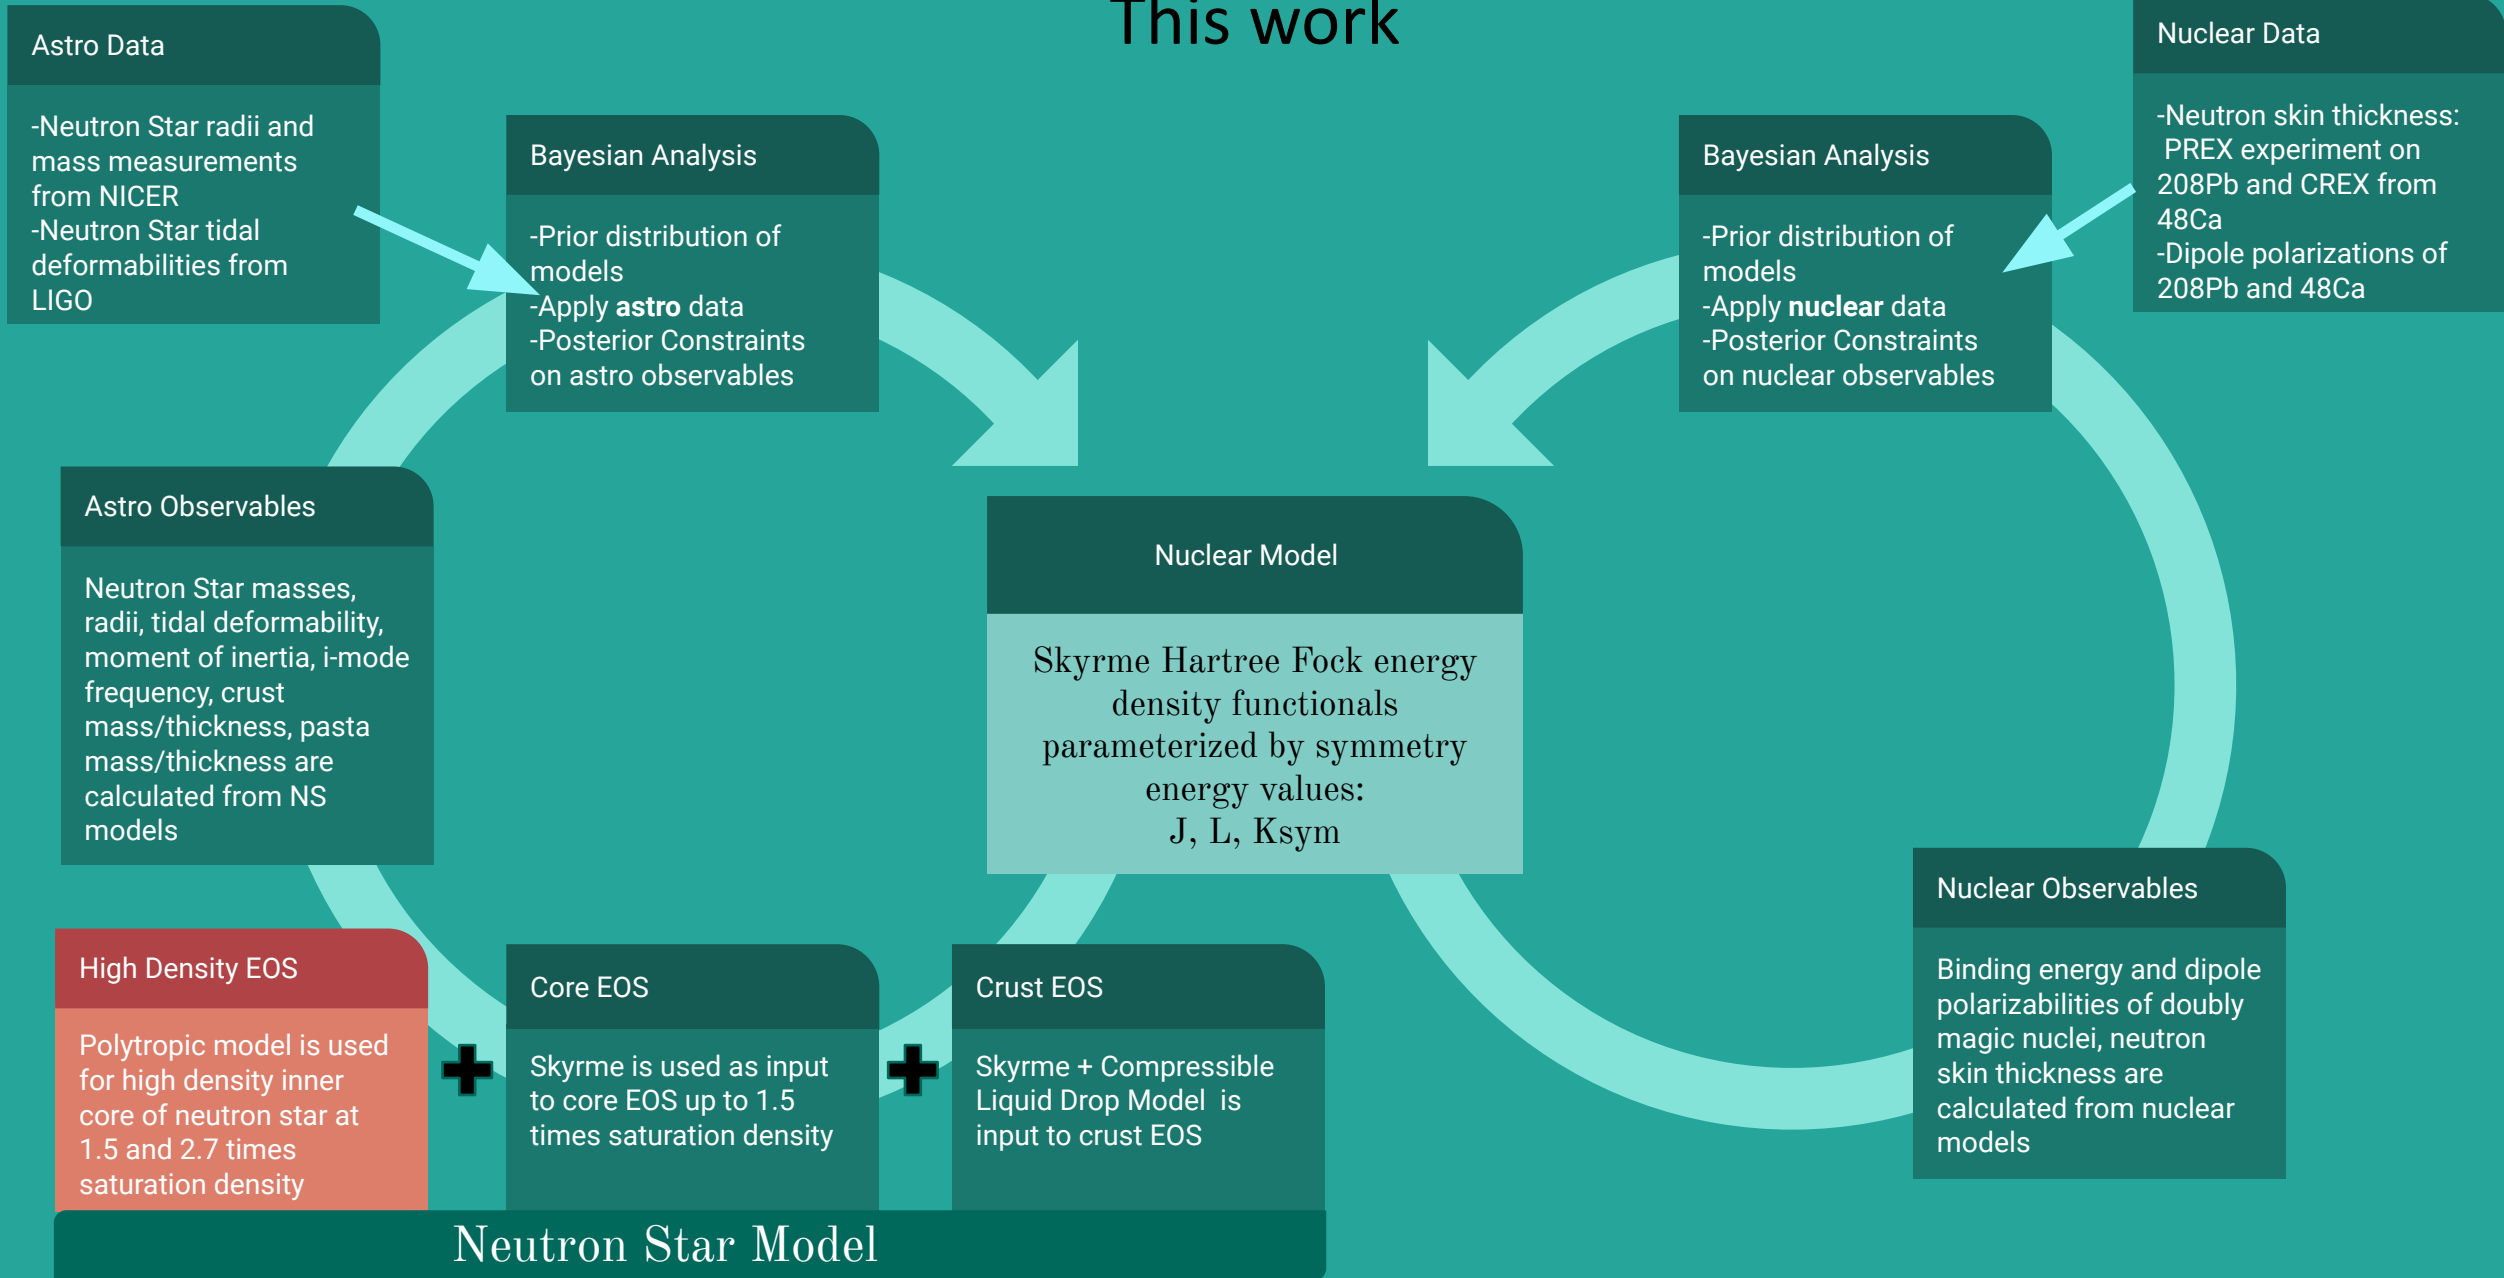 This work
Astro Data
-Neutron Star radii and
mass measurements
from NICER
-Neutron Star tidal
deformabilities from
LIGO
Bayesian Analysis
-Prior distribution of
models
-Apply astro data
-Posterior Constraints
on astro observables
Bayesian Analysis
-Prior distribution of
models
-Apply nuclear data
-Posterior Constraints
on nuclear observables
Nuclear Data
-Neutron skin thickness:
PREX experiment on
208Pb and CREX from
48Ca
-Dipole polarizations of
208Pb and 48Ca
Astro Observables
Neutron Star masses,
radii, tidal deformability,
moment of inertia, i-mode
frequency, crust
mass/thickness, pasta
mass/thickness are
calculated from NS
models
Nuclear Model
Skyrme Hartree Fock energy
density functionals
parameterized by symmetry
energy values:
J, L, Ksym
Nuclear Observables
Binding energy and dipole
polarizabilities of doubly
magic nuclei, neutron
skin thickness are
calculated from nuclear
models
High Density EOS
Polytropic model is used
for high density inner
core of neutron star at
1.5 and 2.7 times
saturation density
Core EOS
Skyrme is used as input
to core EOS up to 1.5
times saturation density
Crust EOS
Skyrme + Compressible
Liquid Drop Model is
input to crust EOS
Neutron Star Model